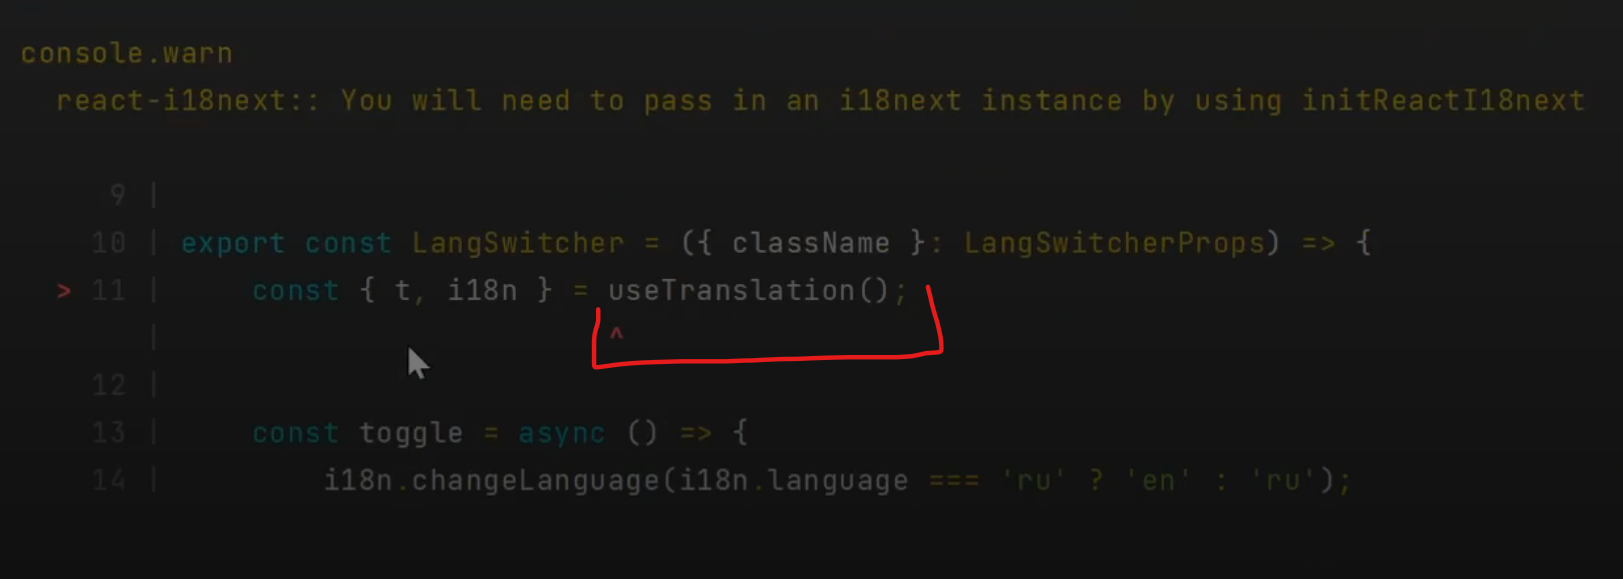 console.warn
react-i18next:: You will need to pass in an i18next instance by using initReactI18next
9 |
10 | export const LangSwitcher = ({ className }: LangSwitcherProps) => {
> 11 | const { t, i18n } = useTranslation();
| ^
12 |
13 | const toggle = async () => {
14 | i18n.changeLanguage(i18n.language === 'ru' ? 'en' : 'ru');